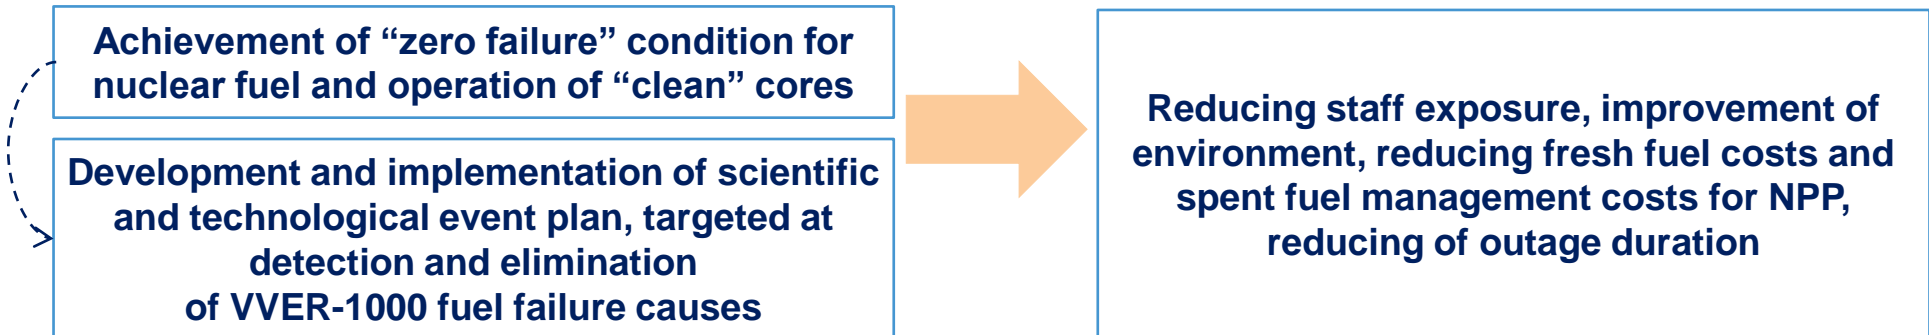 Achievement of “zero failure” condition for
nuclear fuel and operation of “clean” cores
Development and implementation of scientific
and technological event plan, targeted at
detection and elimination
of VVER-1000 fuel failure causes
Reducing staff exposure, improvement of
environment, reducing fresh fuel costs and
spent fuel management costs for NPP,
reducing of outage duration